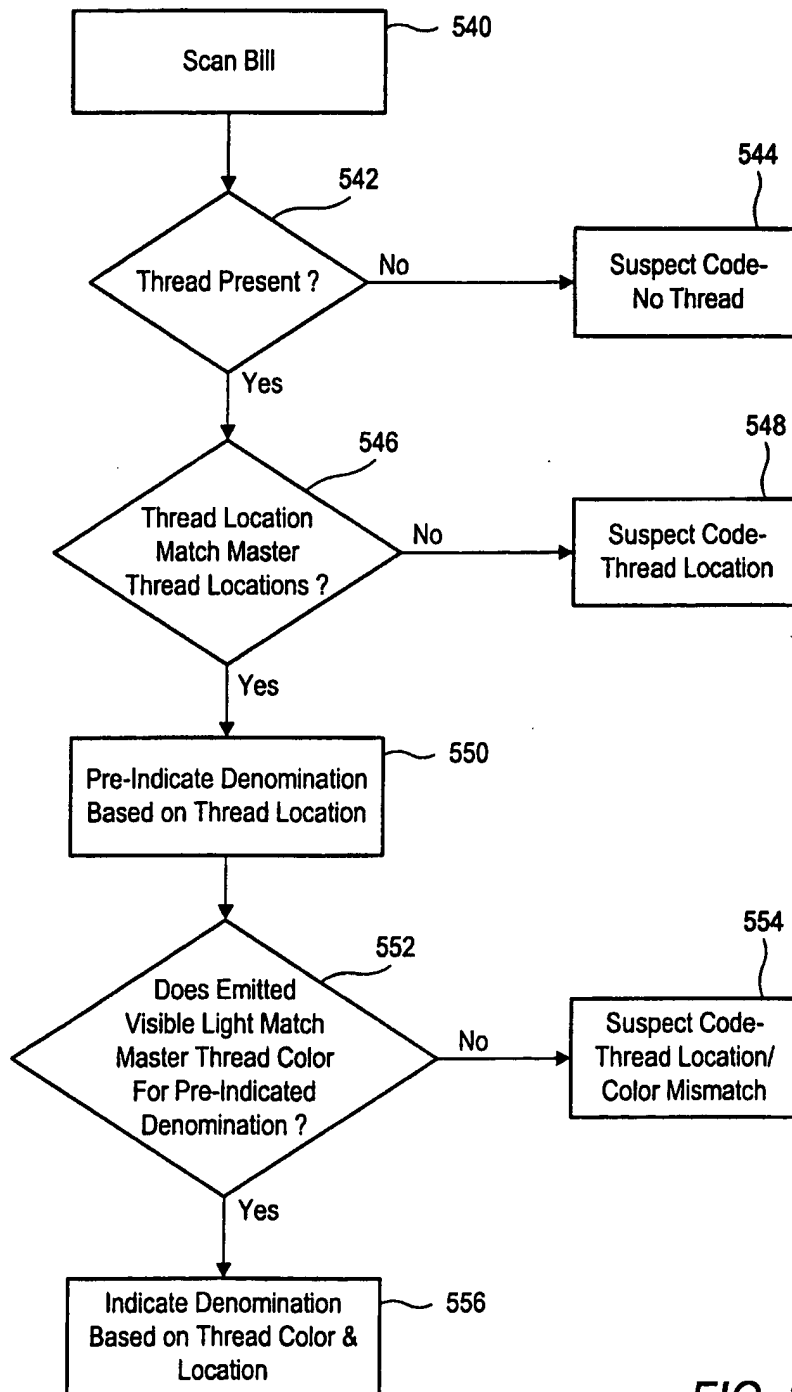 Scan Bill
540
542
Thread Present ?
No
544
Suspect Code-
No Thread
Yes
546
Thread Location
Match Master
Thread Locations ?
No
548
Suspect Code-
Thread Location
Yes
Pre-Indicate Denomination
Based on Thread Location
550
552
Does Emitted
Visible Light Match
Master Thread Color
For Pre-Indicated
Denomination ?
No
554
Suspect Code-
Thread Location/
Color Mismatch
Yes
Indicate Denomination
Based on Thread Color &
Location
556
FIG.